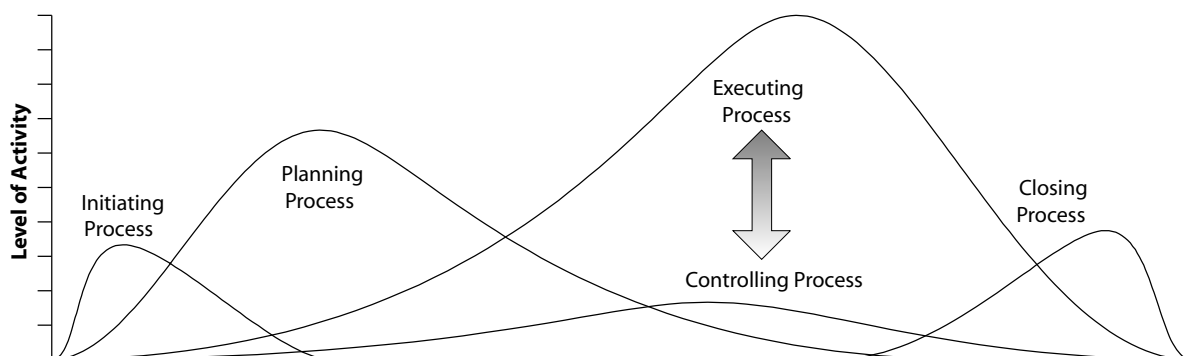 Level of Activity
Initiating
Process
Planning
Process
Executing
Process
Controlling Process
Closing
Process